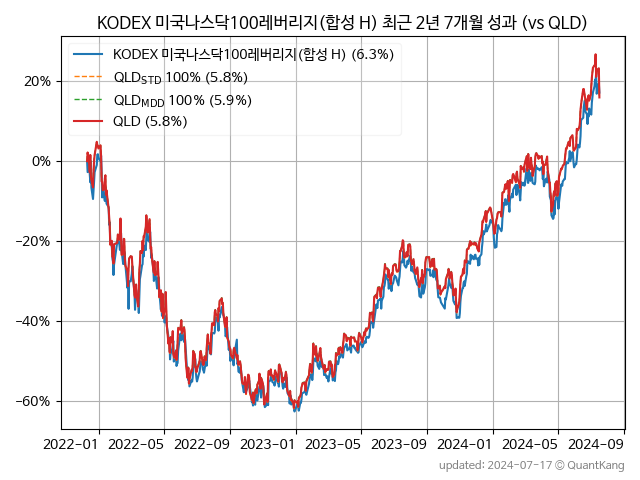 KODEX 미국나스닥100레버리지(합성 H) 최근 2년 7개월 성과 (vs QLD)
KODEX 미국나스닥100레버리지(합성 H) (6.3%)
QLD_STD 100% (5.8%)
QLD_MDD 100% (5.9%)
QLD (5.8%)
20%
0%
−20%
−40%
−60%
2022-01 2022-05 2022-09 2023-01 2023-05 2023-09 2024-01 2024-05 2024-09
updated: 2024-07-17 © QuantKang